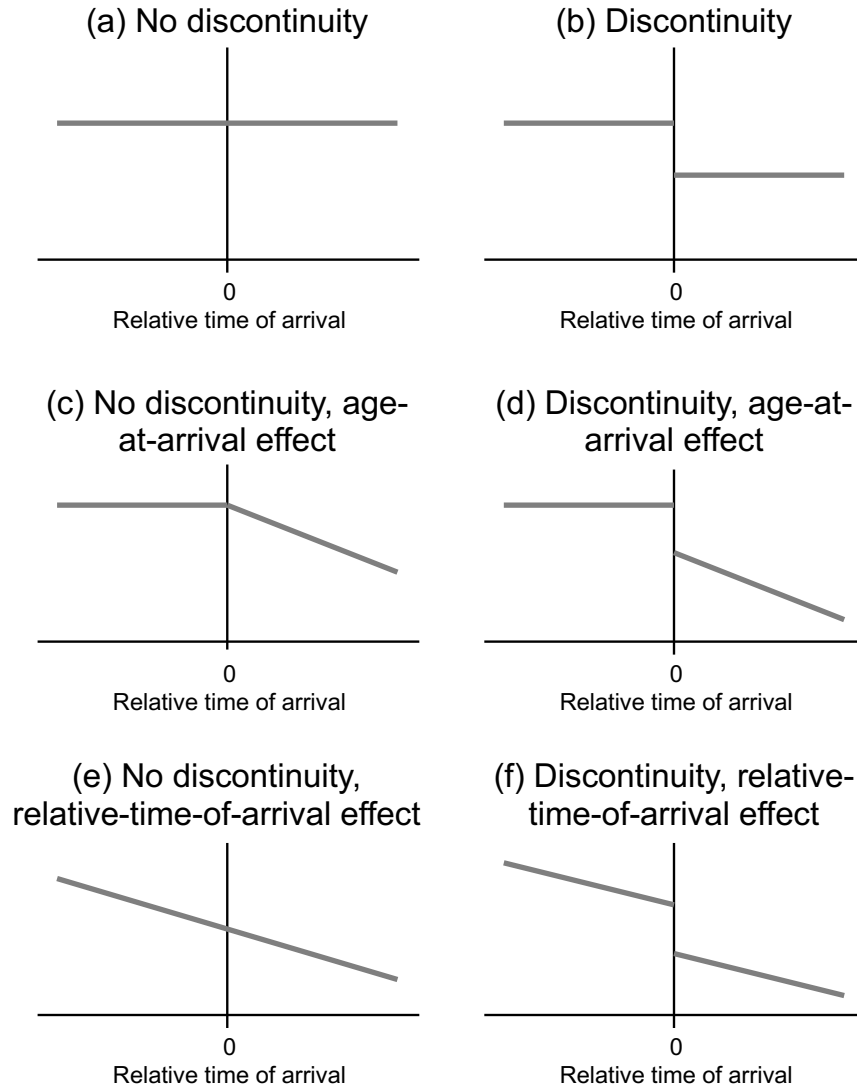 (a) No discontinuity
0
Relative time of arrival
(b) Discontinuity
0
Relative time of arrival
(c) No discontinuity, age-
at-arrival effect
0
Relative time of arrival
(d) Discontinuity, age-at-
arrival effect
0
Relative time of arrival
(e) No discontinuity,
relative-time-of-arrival effect
0
Relative time of arrival
(f) Discontinuity, relative-
time-of-arrival effect
0
Relative time of arrival